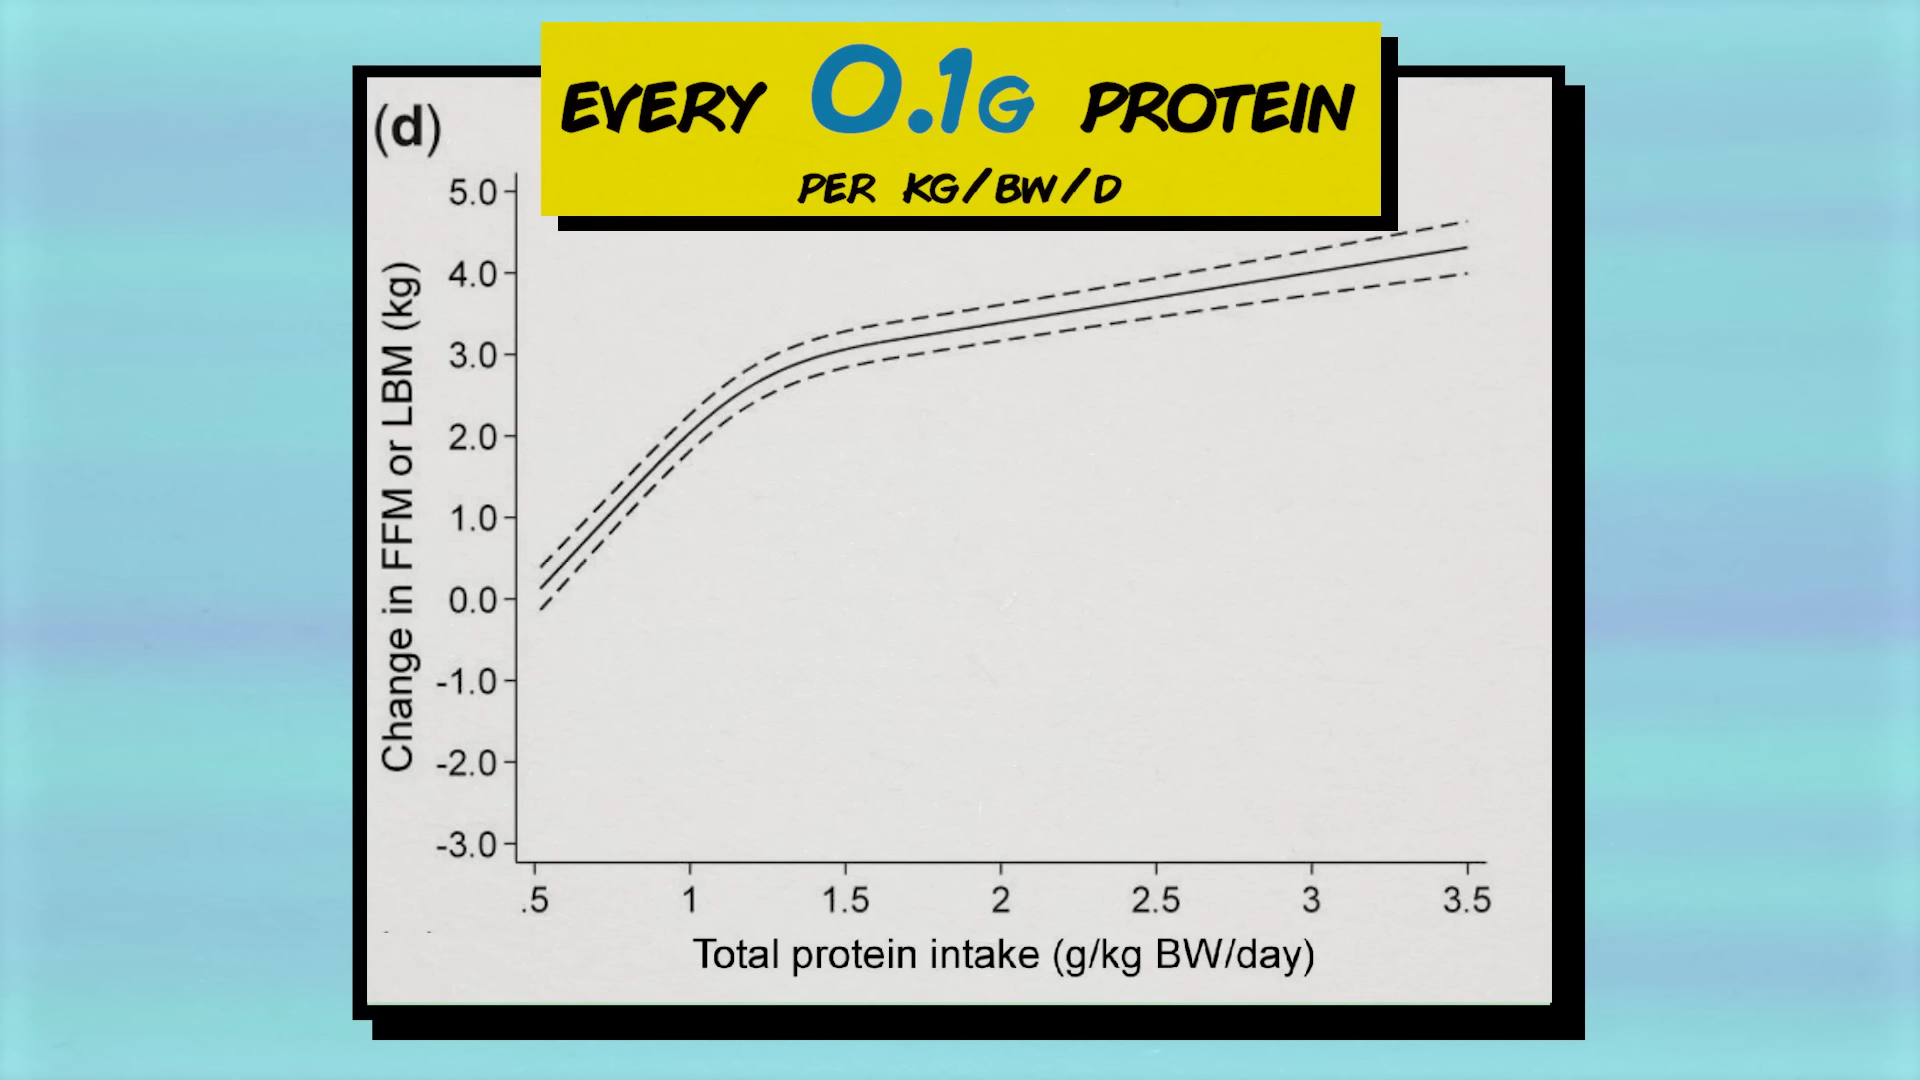 EVERY 0.1G PROTEIN
PER KG/BW/D
(d)
Change in FFM or LBM (kg)
5.0
4.0
3.0
2.0
1.0
0.0
-1.0
-2.0
-3.0
.5 1 1.5 2 2.5 3 3.5
Total protein intake (g/kg BW/day)